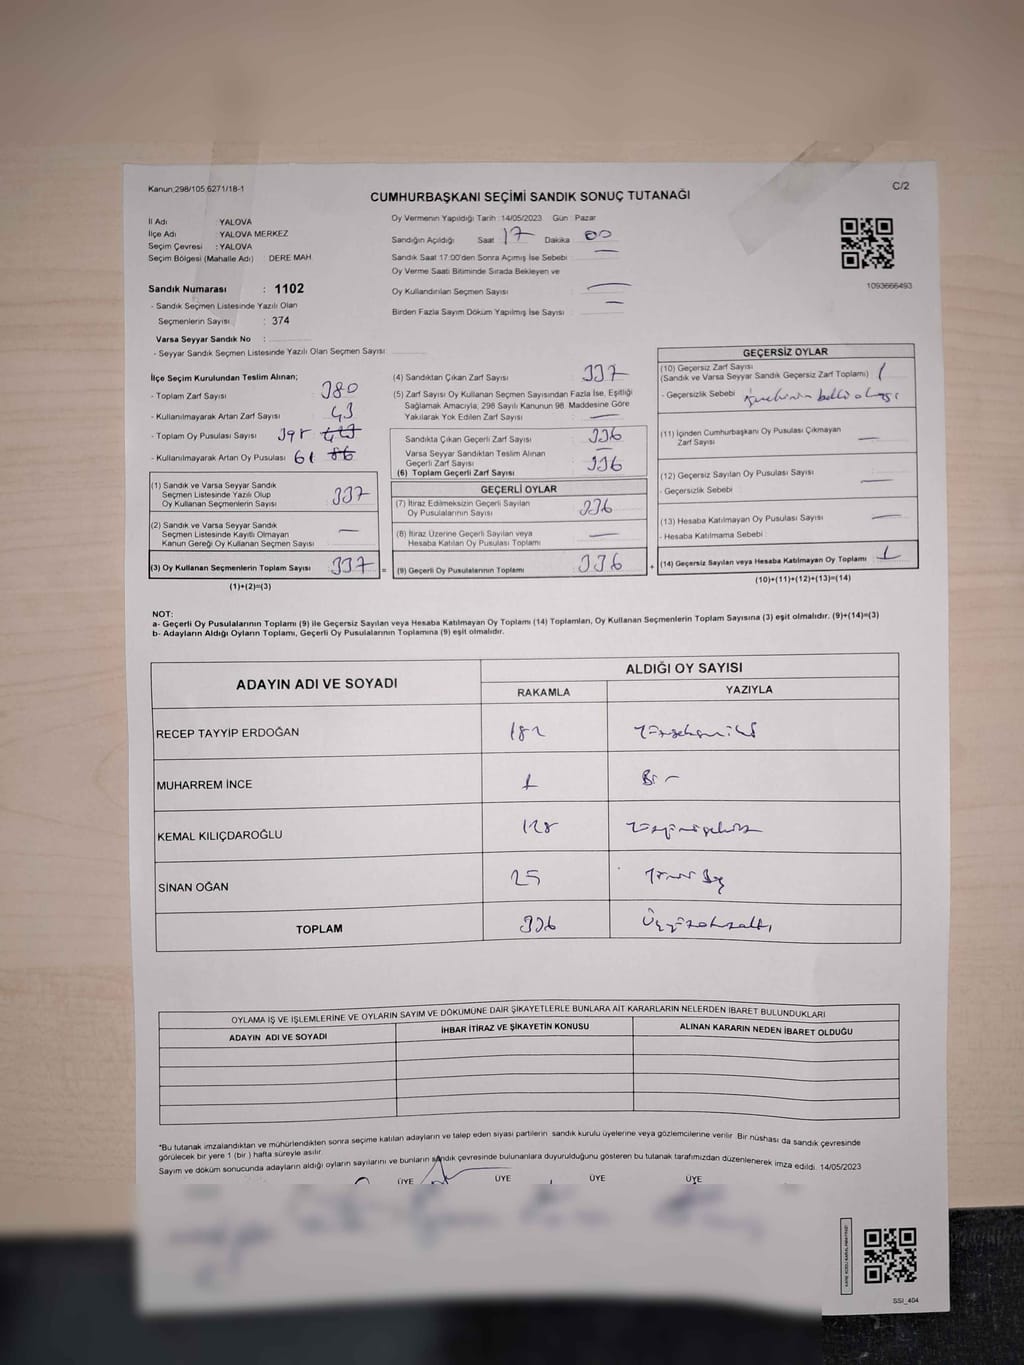 Kanun;298/105;6271/18-1
C/2
CUMHURBAŞKANI SEÇİMİ SANDIK SONUÇ TUTANAĞI
İl Adı : YALOVA
İlçe Adı : YALOVA MERKEZ
Seçim Çevresi : YALOVA
Seçim Bölgesi (Mahalle Adı) DERE MAH
Sandık Numarası : 1102
- Sandık Seçmen Listesinde Yazılı Olan
Seçmenlerin Sayısı : 374
Varsa Seyyar Sandık No :
- Seyyar Sandık Seçmen Listesinde Yazılı Olan Seçmen Sayısı
Oy Vermenin Yapıldığı Tarih :14/05/2023 Gün : Pazar
Sandığın Açıldığı Saat 17 Dakika 00
Sandık Saat 17:00'den Sonra Açımış İse Sebebi —
Oy Verme Saati Bitiminde Sırada Bekleyen ve
Oy Kullandırılan Seçmen Sayısı —
Birden Fazla Sayım Döküm Yapılmış İse Sayısı —
1093666493
İlçe Seçim Kurulundan Teslim Alınan;
- Toplam Zarf Sayısı 380
- Kullanılmayarak Artan Zarf Sayısı 43
- Toplam Oy Pusulası Sayısı 398
- Kullanılmayarak Artan Oy Pusulası 61 86
(1) Sandık ve Varsa Seyyar Sandık
Seçmen Listesinde Yazılı Olup
Oy Kullanan Seçmenlerin Sayısı 337
(2) Sandık ve Varsa Seyyar Sandık
Seçmen Listesinde Kayıtlı Olmayan
Kanun Gereği Oy Kullanan Seçmen Sayısı —
(3) Oy Kullanan Seçmenlerin Toplam Sayısı 337
(1)+(2)=(3)
(4) Sandıktan Çıkan Zarf Sayısı 337
(5) Zarf Sayısı Oy Kullanan Seçmen Sayısından Fazla İse, Eşitliği
Sağlamak Amacıyla, 298 Sayılı Kanunun 98. Maddesine Göre
Yakılarak Yok Edilen Zarf Sayısı —
Sandıkta Çıkan Geçerli Zarf Sayısı 336
Varsa Seyyar Sandıktan Teslim Alınan
Geçerli Zarf Sayısı —
(6) Toplam Geçerli Zarf Sayısı 336
GEÇERLİ OYLAR
(7) İtiraz Edilmeksizin Geçerli Sayılan
Oy Pusulalarının Sayısı 336
(8) İtiraz Üzerine Geçerli Sayılan veya
Hesaba Katılan Oy Pusulaları Toplamı —
=
(9) Geçerli Oy Pusulalarının Toplamı 336
+
GEÇERSİZ OYLAR
(10) Geçersiz Zarf Sayısı
(Sandık ve Varsa Seyyar Sandık Geçersiz Zarf Toplamı) 1
- Geçersizlik Sebebi belli olması
(11) İçinden Cumhurbaşkanı Oy Pusulası Çıkmayan
Zarf Sayısı —
(12) Geçersiz Sayılan Oy Pusulası Sayısı —
- Geçersizlik Sebebi
(13) Hesaba Katılmayan Oy Pusulası Sayısı —
- Hesaba Katılmama Sebebi
(14) Geçersiz Sayılan veya Hesaba Katılmayan Oy Toplamı 1
(10)+(11)+(12)+(13)=(14)
NOT:
a- Geçerli Oy Pusulalarının Toplamı (9) ile Geçersiz Sayılan veya Hesaba Katılmayan Oy Toplamı (14) Toplamları, Oy Kullanan Seçmenlerin Toplam Sayısına (3) eşit olmalıdır. (9)+(14)=(3)
b- Adayların Aldığı Oyların Toplamı, Geçerli Oy Pusulalarının Toplamına (9) eşit olmalıdır.
ADAYIN ADI VE SOYADI
ALDIĞI OY SAYISI
RAKAMLA YAZIYLA
RECEP TAYYİP ERDOĞAN 182 Yüzsekseniki
MUHARREM İNCE 1 Bir
KEMAL KILIÇDAROĞLU 128 Yüzyirmisekiz
SİNAN OĞAN 25 Yirmi beş
TOPLAM 336 Üçyüzotuzaltı
OYLAMA İŞ VE İŞLEMLERİNE VE OYLARIN SAYIM VE DÖKÜMÜNE DAİR ŞİKAYETLERLE BUNLARA AİT KARARLARIN NELERDEN İBARET BULUNDUKLARI
ADAYIN ADI VE SOYADI İHBAR İTİRAZ VE ŞİKAYETİN KONUSU ALINAN KARARIN NEDEN İBARET OLDUĞU
*Bu tutanak imzalandıktan ve mühürlendikten sonra seçime katılan adayların ve talep eden siyasi partilerin sandık kurulu üyelerine veya gözlemcilerine verilir. Bir nüshası da sandık çevresinde
görülecek bir yere 1 (bir) hafta süreyle asılır.
Sayım ve döküm sonucunda adayların aldığı oyların sayılarını ve bunların sandık çevresinde bulunanlara duyurulduğunu gösteren bu tutanak tarafımızdan düzenlenerek imza edildi. 14/05/2023
ÜYE ÜYE ÜYE ÜYE
SSI_404